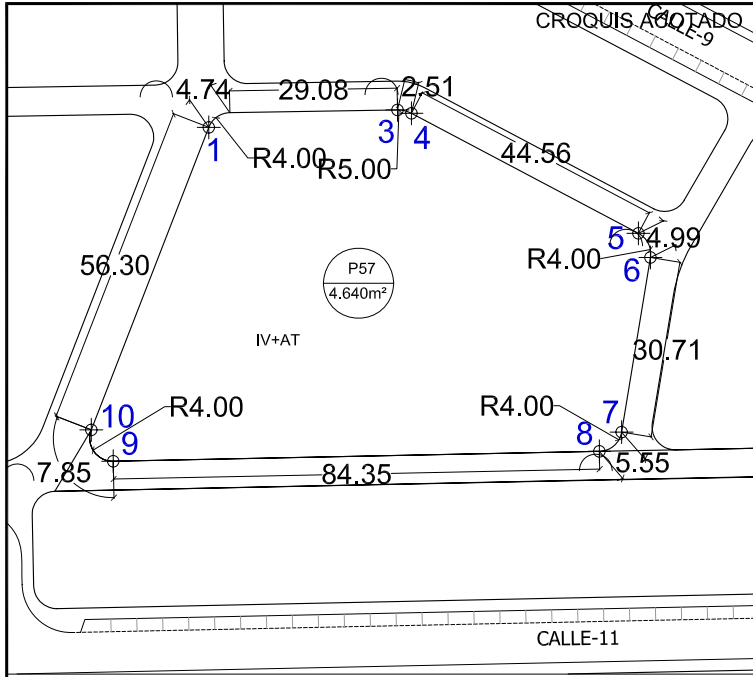 CROQUIS ACOTADO
CALLE-9
4.74
29.08
2.51
3
4
1
R4.00
R5.00
44.56
5
4.99
R4.00
6
56.30
P57
4.640m²
IV+AT
30.71
10
R4.00
R4.00
7
9
8
7.85
84.35
5.55
CALLE-11